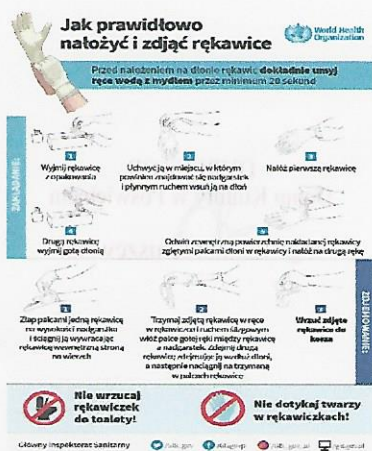 Jak prawidłowo
nałożyć i zdjąć rękawice
World Health
Organization
Przed nałożeniem na dłonie rękawic dokładnie umyj
ręce wodą z mydłem przez minimum 20 sekund
ZAKŁADANIE:
1
Wyjmij rękawicę
z opakowania
2
Uchwyć ją w miejscu, w którym
powinien znajdować się nadgarstek
i płynnym ruchem wsuń ją na dłoń
3
Nałóż pierwszą rękawicę
4
Drugą rękawicę
wyjmij gołą dłonią
5
Odwiń zewnętrzną powierzchnię nakładanej rękawicy
zgiętymi palcami dłoni w rękawicy i nałóż na drugą rękę
ZDEJMOWANIE:
1
Złap palcami jedną rękawicę
na wysokości nadgarstka
i ściągnij ją wywracając
rękawicę wewnętrzną stroną
na wierzch
2
Trzymaj zdjętą rękawicę w ręce
w rękawiczce i ruchem ślizgowym
włóż palce gołej ręki między rękawicę
a nadgarstek. Zdejmij drugą
rękawicę zdejmując ją wzdłuż dłoni,
a następnie naciągnij na trzymaną
w palcach rękawicę
3
Wrzuć zdjęte
rękawice do
kosza
Nie wrzucaj
rękawiczek
do toalety!
Nie dotykaj twarzy
w rękawiczkach!
Główny Inspektorat Sanitarny